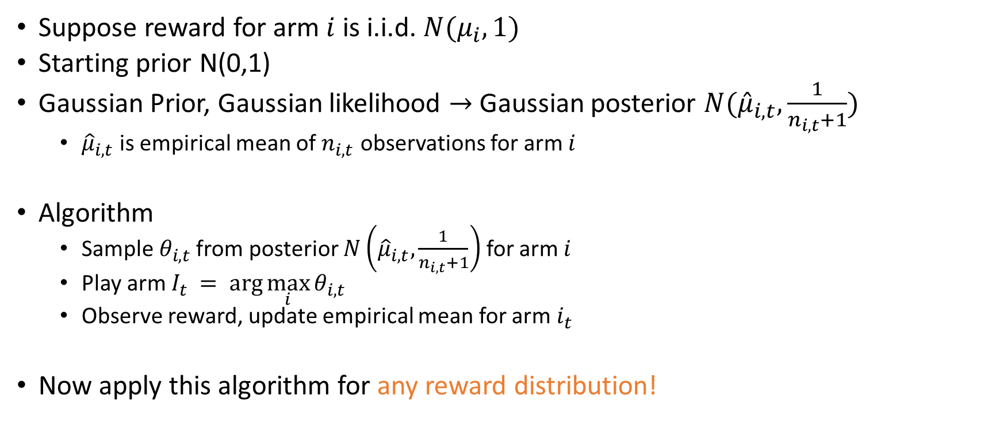 • Suppose reward for arm 𝑖 is i.i.d. 𝑁(𝜇ᵢ, 1)
• Starting prior N(0,1)
• Gaussian Prior, Gaussian likelihood → Gaussian posterior $N(\hat{\mu}_{i,t}, \frac{1}{n_{i,t}+1})$
• $\hat{\mu}_{i,t}$ is empirical mean of $n_{i,t}$ observations for arm $i$
• Algorithm
• Sample $\theta_{i,t}$ from posterior $N\left(\hat{\mu}_{i,t}, \frac{1}{n_{i,t}+1}\right)$ for arm $i$
• Play arm $I_t = \arg\max_i \theta_{i,t}$
• Observe reward, update empirical mean for arm $i_t$
• Now apply this algorithm for any reward distribution!